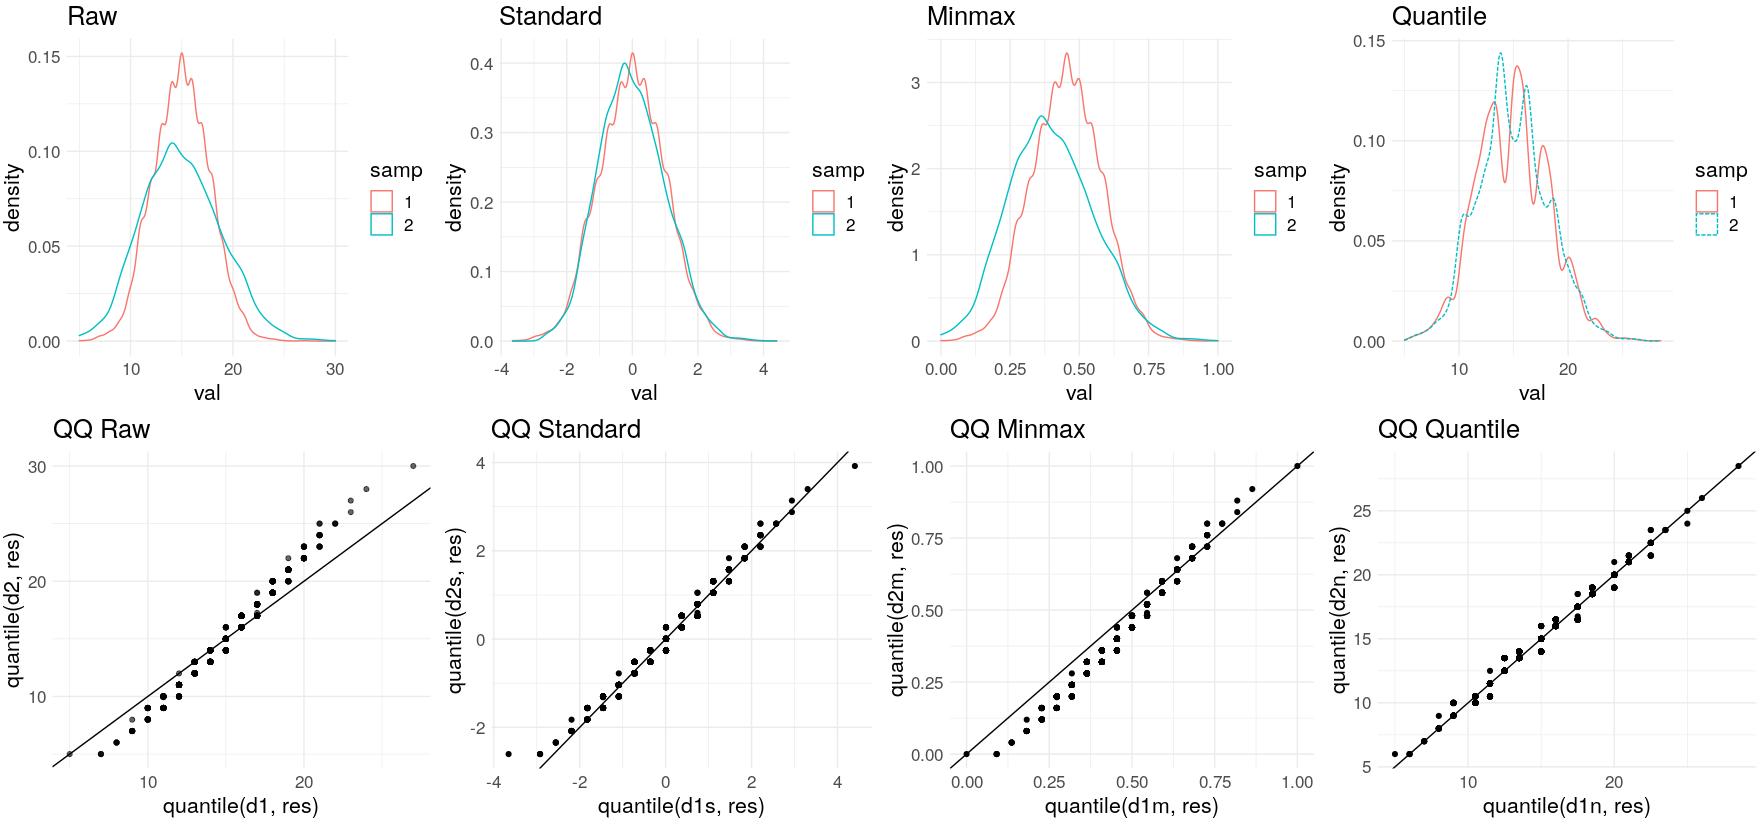 Raw
Standard
Minmax
Quantile
density
0.15
0.10
0.05
0.00
10
20
30
val
samp
1
2
density
0.4
0.3
0.2
0.1
0.0
-4
-2
0
2
4
val
samp
1
2
density
3
2
1
0
0.00
0.25
0.50
0.75
1.00
val
samp
1
2
density
0.15
0.10
0.05
0.00
10
20
val
samp
1
2
QQ Raw
QQ Standard
QQ Minmax
QQ Quantile
quantile(d2, res)
30
20
10
10
20
quantile(d1, res)
quantile(d2s, res)
4
2
0
-2
-4
-2
0
2
4
quantile(d1s, res)
quantile(d2m, res)
1.00
0.75
0.50
0.25
0.00
0.00
0.25
0.50
0.75
1.00
quantile(d1m, res)
quantile(d2n, res)
25
20
15
10
5
10
20
quantile(d1n, res)